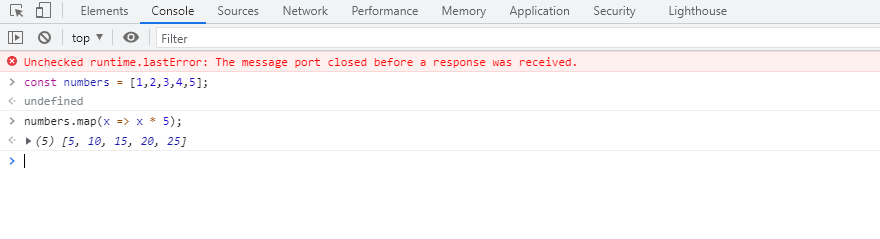 Elements Console Sources Network Performance Memory Application Security Lighthouse
top ▼ Filter
Unchecked runtime.lastError: The message port closed before a response was received.
> const numbers = [1,2,3,4,5];
< undefined
> numbers.map(x => x * 5);
< ▶ (5) [5, 10, 15, 20, 25]
>